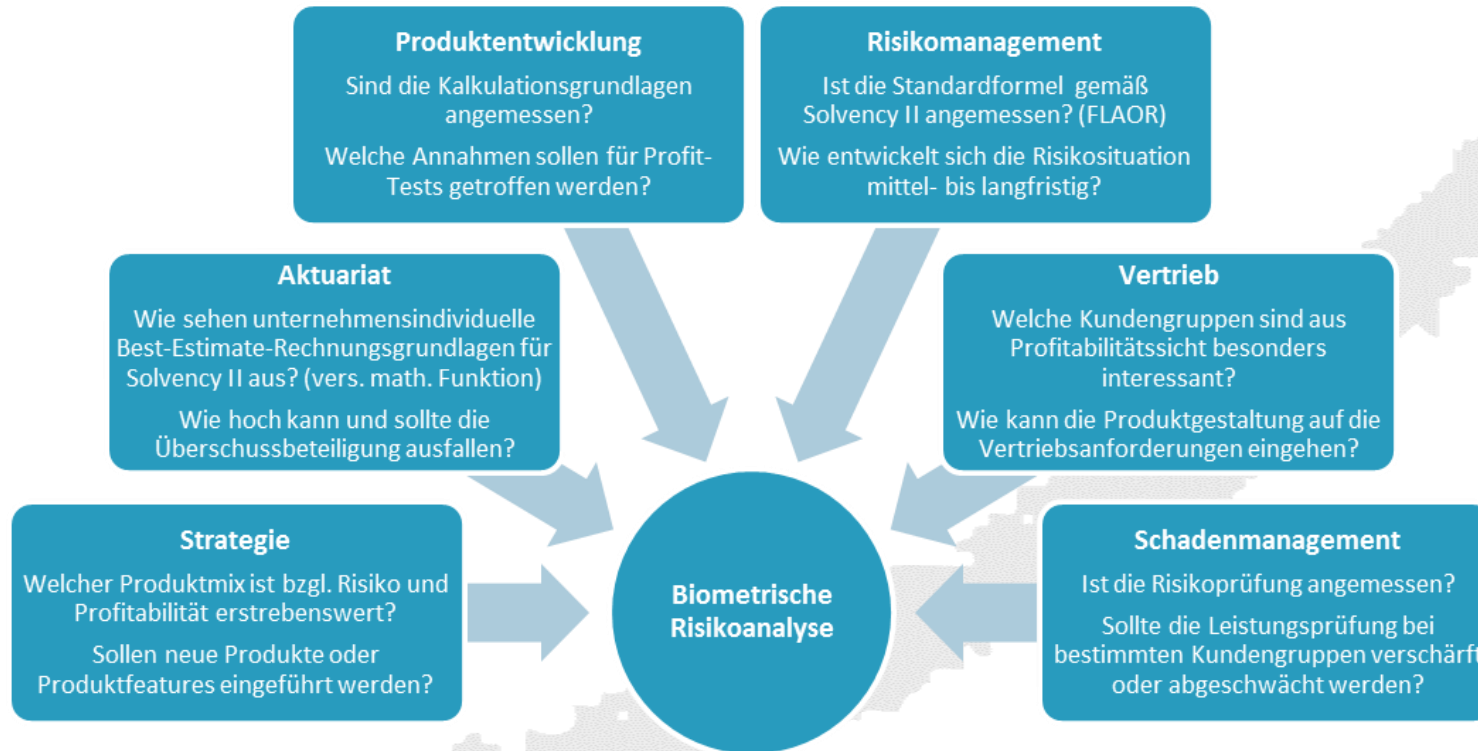 Produktentwicklung
Sind die Kalkulationsgrundlagen
angemessen?
Welche Annahmen sollen für Profit-
Tests getroffen werden?
Risikomanagement
Ist die Standardformel gemäß
Solvency II angemessen? (FLAOR)
Wie entwickelt sich die Risikosituation
mittel- bis langfristig?
Aktuariat
Wie sehen unternehmensindividuelle
Best-Estimate-Rechnungsgrundlagen für
Solvency II aus? (vers. math. Funktion)
Wie hoch kann und sollte die
Überschussbeteiligung ausfallen?
Vertrieb
Welche Kundengruppen sind aus
Profitabilitätssicht besonders
interessant?
Wie kann die Produktgestaltung auf die
Vertriebsanforderungen eingehen?
Strategie
Welcher Produktmix ist bzgl. Risiko und
Profitabilität erstrebenswert?
Sollen neue Produkte oder
Produktfeatures eingeführt werden?
Biometrische
Risikoanalyse
Schadenmanagement
Ist die Risikoprüfung angemessen?
Sollte die Leistungsprüfung bei
bestimmten Kundengruppen verschärft
oder abgeschwächt werden?